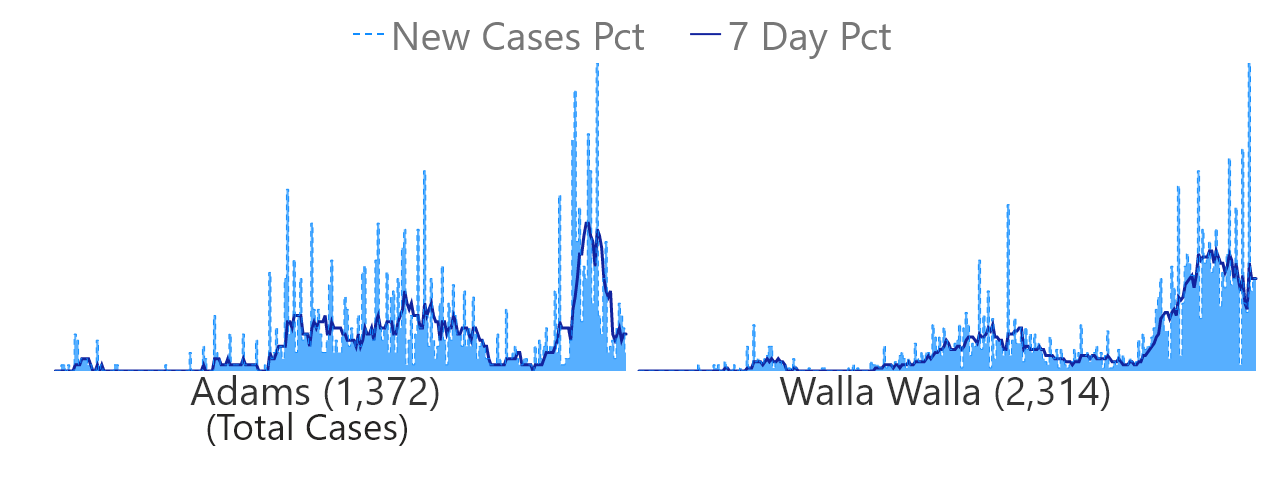 New Cases Pct 7 Day Pct
Adams (1,372) Walla Walla (2,314)
(Total Cases)